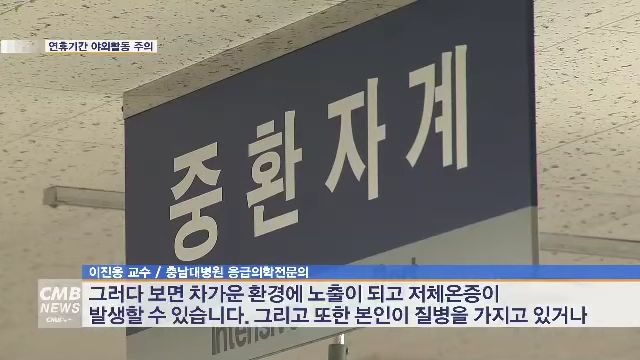 연휴기간 야외활동 주의
중환자계
이진웅 교수 / 충남대병원 응급의학전문의
CMB
NEWS
그러다 보면 차가운 환경에 노출이 되고 저체온증이
발생할 수 있습니다. 그리고 또한 본인이 질병을 가지고 있거나